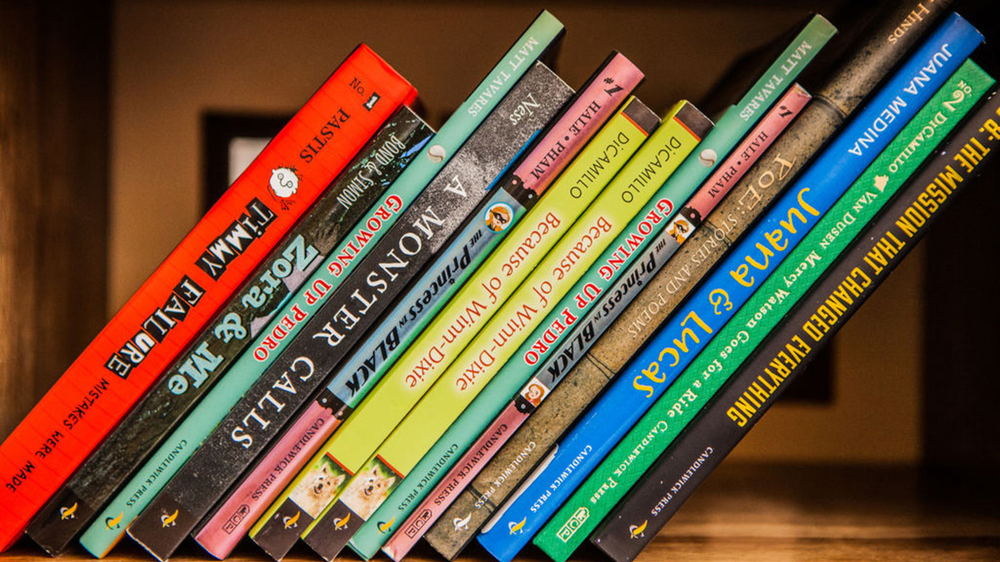 No. 1 PASTIS TiMMY FAILURE MISTAKES WERE MADE
BOND & SIMON Zora & Me
MATT TAVARES GROWING UP PEDRO CANDLEWICK PRESS
Ness A MONSTER CALLS
#1 HALE • PHAM THE PrinceSS IN BLACK CANDLEWICK PRESS
DiCAMILLO Because of Winn-Dixie
DiCAMILLO Because of Winn-Dixie
MATT TAVARES GROWING UP PEDRO CANDLEWICK PRESS
#1 HALE • PHAM THE PrinceSS IN BLACK CANDLEWICK PRESS
HINDS POE: STORIES AND POEMS CANDLEWICK PRESS
JUANA MEDINA Juana & Lucas CANDLEWICK PRESS
NO 2 DICAMILLO VAN DUSEN Mercy Watson Goes for a Ride CANDLEWICK PRESS
8: THE MISSION THAT CHANGED EVERYTHING CANDLEWICK PRESS